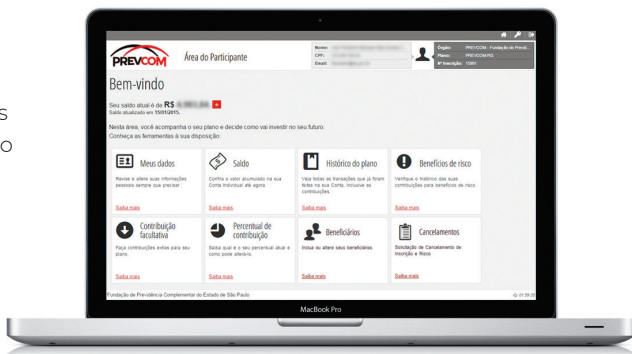 s
o
PREVCOM
Área do Participante
Nome:
CPF:
Email:
Órgão: PREVCOM - Fundação de Previd...
Plano: PREVCOM RG
Nº Inscrição: 15951
Bem-vindo
Seu saldo atual é de R$ +
Saldo atualizado em 15/01/2015.
Nesta área, você acompanha o seu plano e decide como vai investir no seu futuro.
Conheça as ferramentas à sua disposição:
Meus dados
Revise e altere suas informações
pessoais sempre que precisar.
Saiba mais
Saldo
Confira o valor acumulado na sua
Conta Individual até agora.
Saiba mais
Histórico do plano
Veja todas as transações que já foram
feitas na sua Conta, inclusive as
contribuições.
Saiba mais
Benefícios de risco
Verifique o histórico das suas
contribuições para benefícios de risco.
Saiba mais
Contribuição
facultativa
Faça contribuições extras para seu
plano.
Saiba mais
Percentual de
contribuição
Saiba qual é o seu percentual atual e
como pode alterá-lo.
Saiba mais
Beneficiários
Inclua ou altere seus beneficiários.
Saiba mais
Cancelamentos
Solicitação de Cancelamento de
Inscrição e Riscos
Saiba mais
Fundação de Previdência Complementar do Estado de São Paulo
MacBook Pro